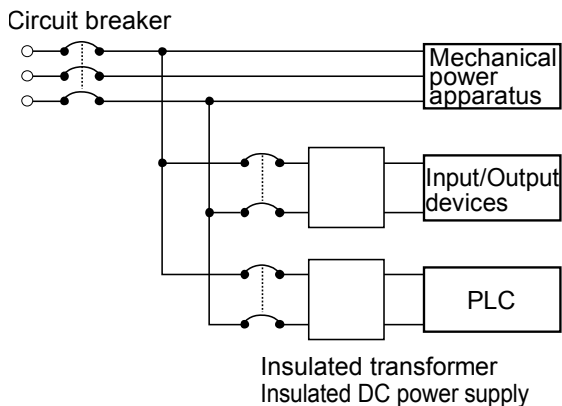 Circuit breaker
Mechanical
power
apparatus
Input/Output
devices
PLC
Insulated transformer
Insulated DC power supply